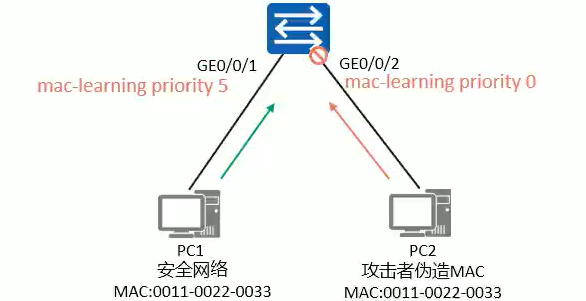 GE0/0/1
GE0/0/2
mac-learning priority 5
mac-learning priority 0
PC1
安全网络
MAC:0011-0022-0033
PC2
攻击者伪造MAC
MAC:0011-0022-0033